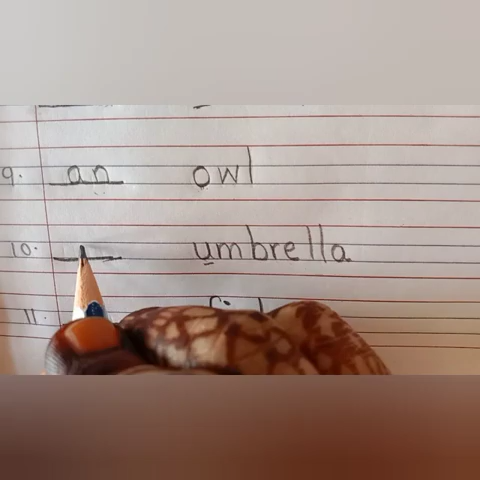 9. an owl
10. umbrella
11.